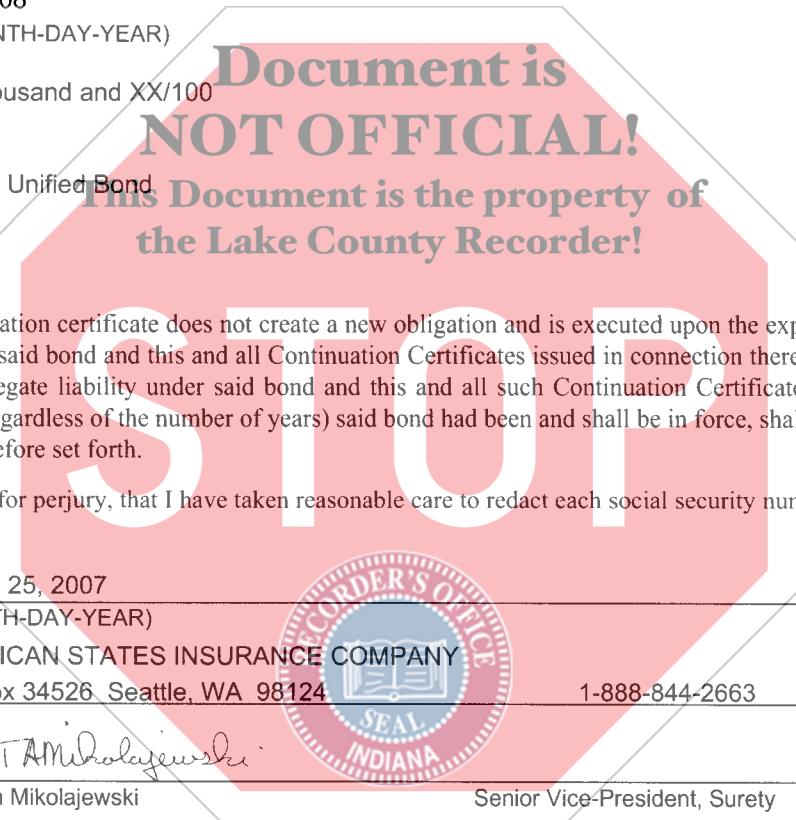 08
NTH-DAY-YEAR)
Document is
ousand and XX/100
NOT OFFICIAL!
Unified Bond
This Document is the property of
the Lake County Recorder!
STOP
ation certificate does not create a new obligation and is executed upon the exp
said bond and this and all Continuation Certificates issued in connection there
egate liability under said bond and this and all such Continuation Certificate
gardless of the number of years) said bond had been and shall be in force, shal
efore set forth.
for perjury, that I have taken reasonable care to redact each social security nun
25, 2007
TH-DAY-YEAR)
ICAN STATES INSURANCE COMPANY
ox 34526 Seattle, WA 98124 1-888-844-2663
RECORDER'S OFFICE
SEAL
INDIANA
TAMikolajewski
n Mikolajewski Senior Vice-President, Surety